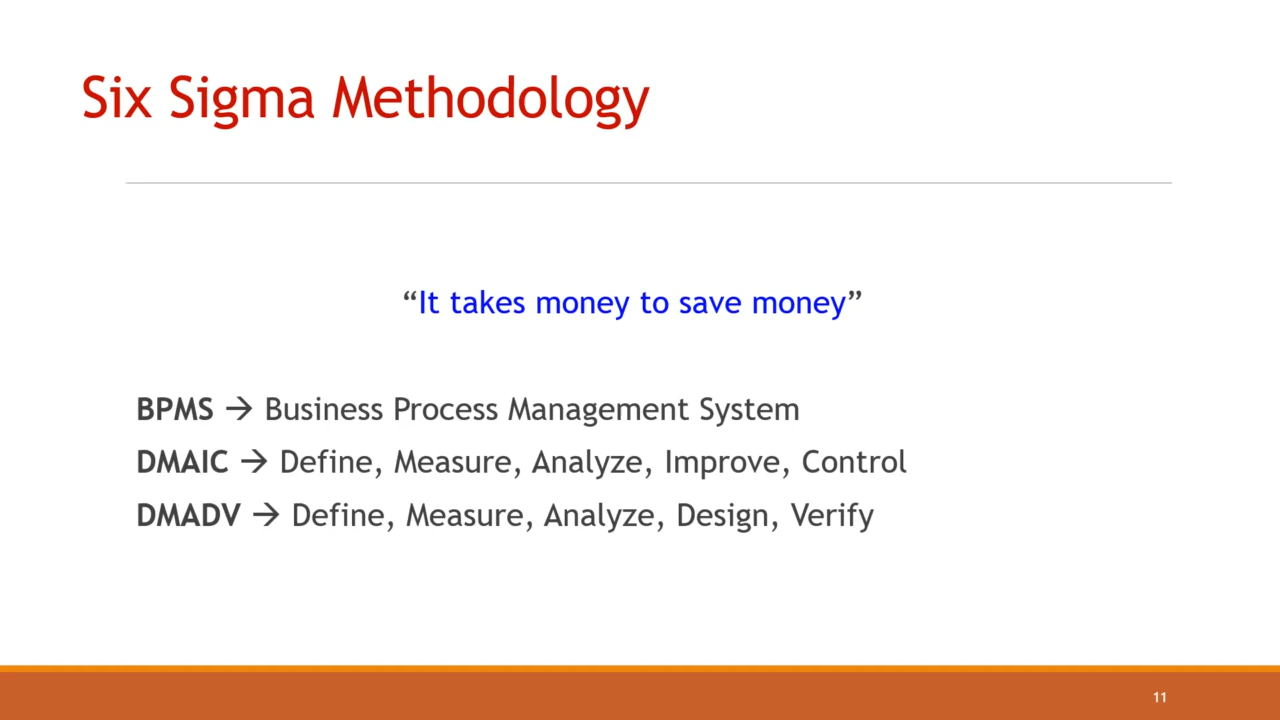 Six Sigma Methodology
“It takes money to save money”
BPMS → Business Process Management System
DMAIC → Define, Measure, Analyze, Improve, Control
DMADV → Define, Measure, Analyze, Design, Verify
11